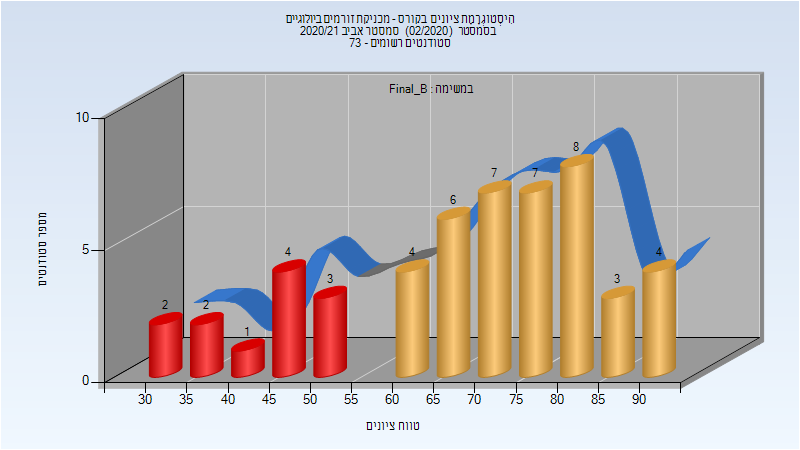 היסטוגרמת ציונים בקורס - מכניקת זורמים ביולוגיים
בסמסטר (02/2020) סמסטר אביב 2020/21
סטודנטים רשומים - 73
במשימה : Final_B
מספר סטודנטים
10
5
0
2
2
1
4
3
4
6
7
7
8
3
4
30 35 40 45 50 55 60 65 70 75 80 85 90
טווח ציונים